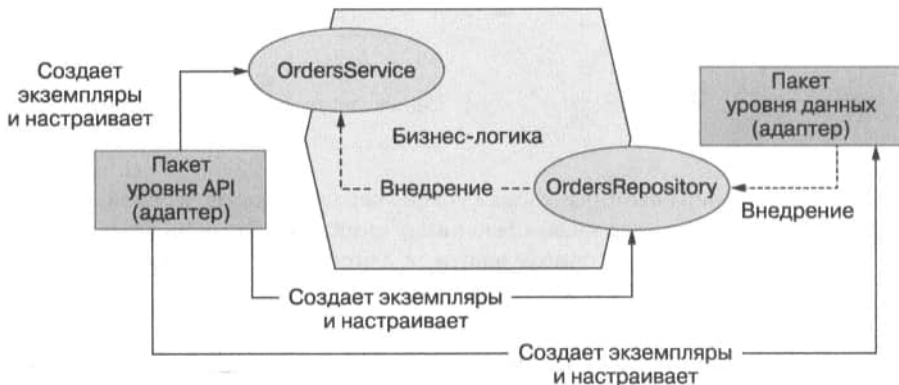 Создает
экземпляры
и настраивает
OrdersService
Бизнес-логика
Пакет
уровня данных
(адаптер)
Пакет
уровня API
(адаптер)
Внедрение
OrdersRepository
Внедрение
Создает экземпляры
и настраивает
Создает экземпляры
и настраивает